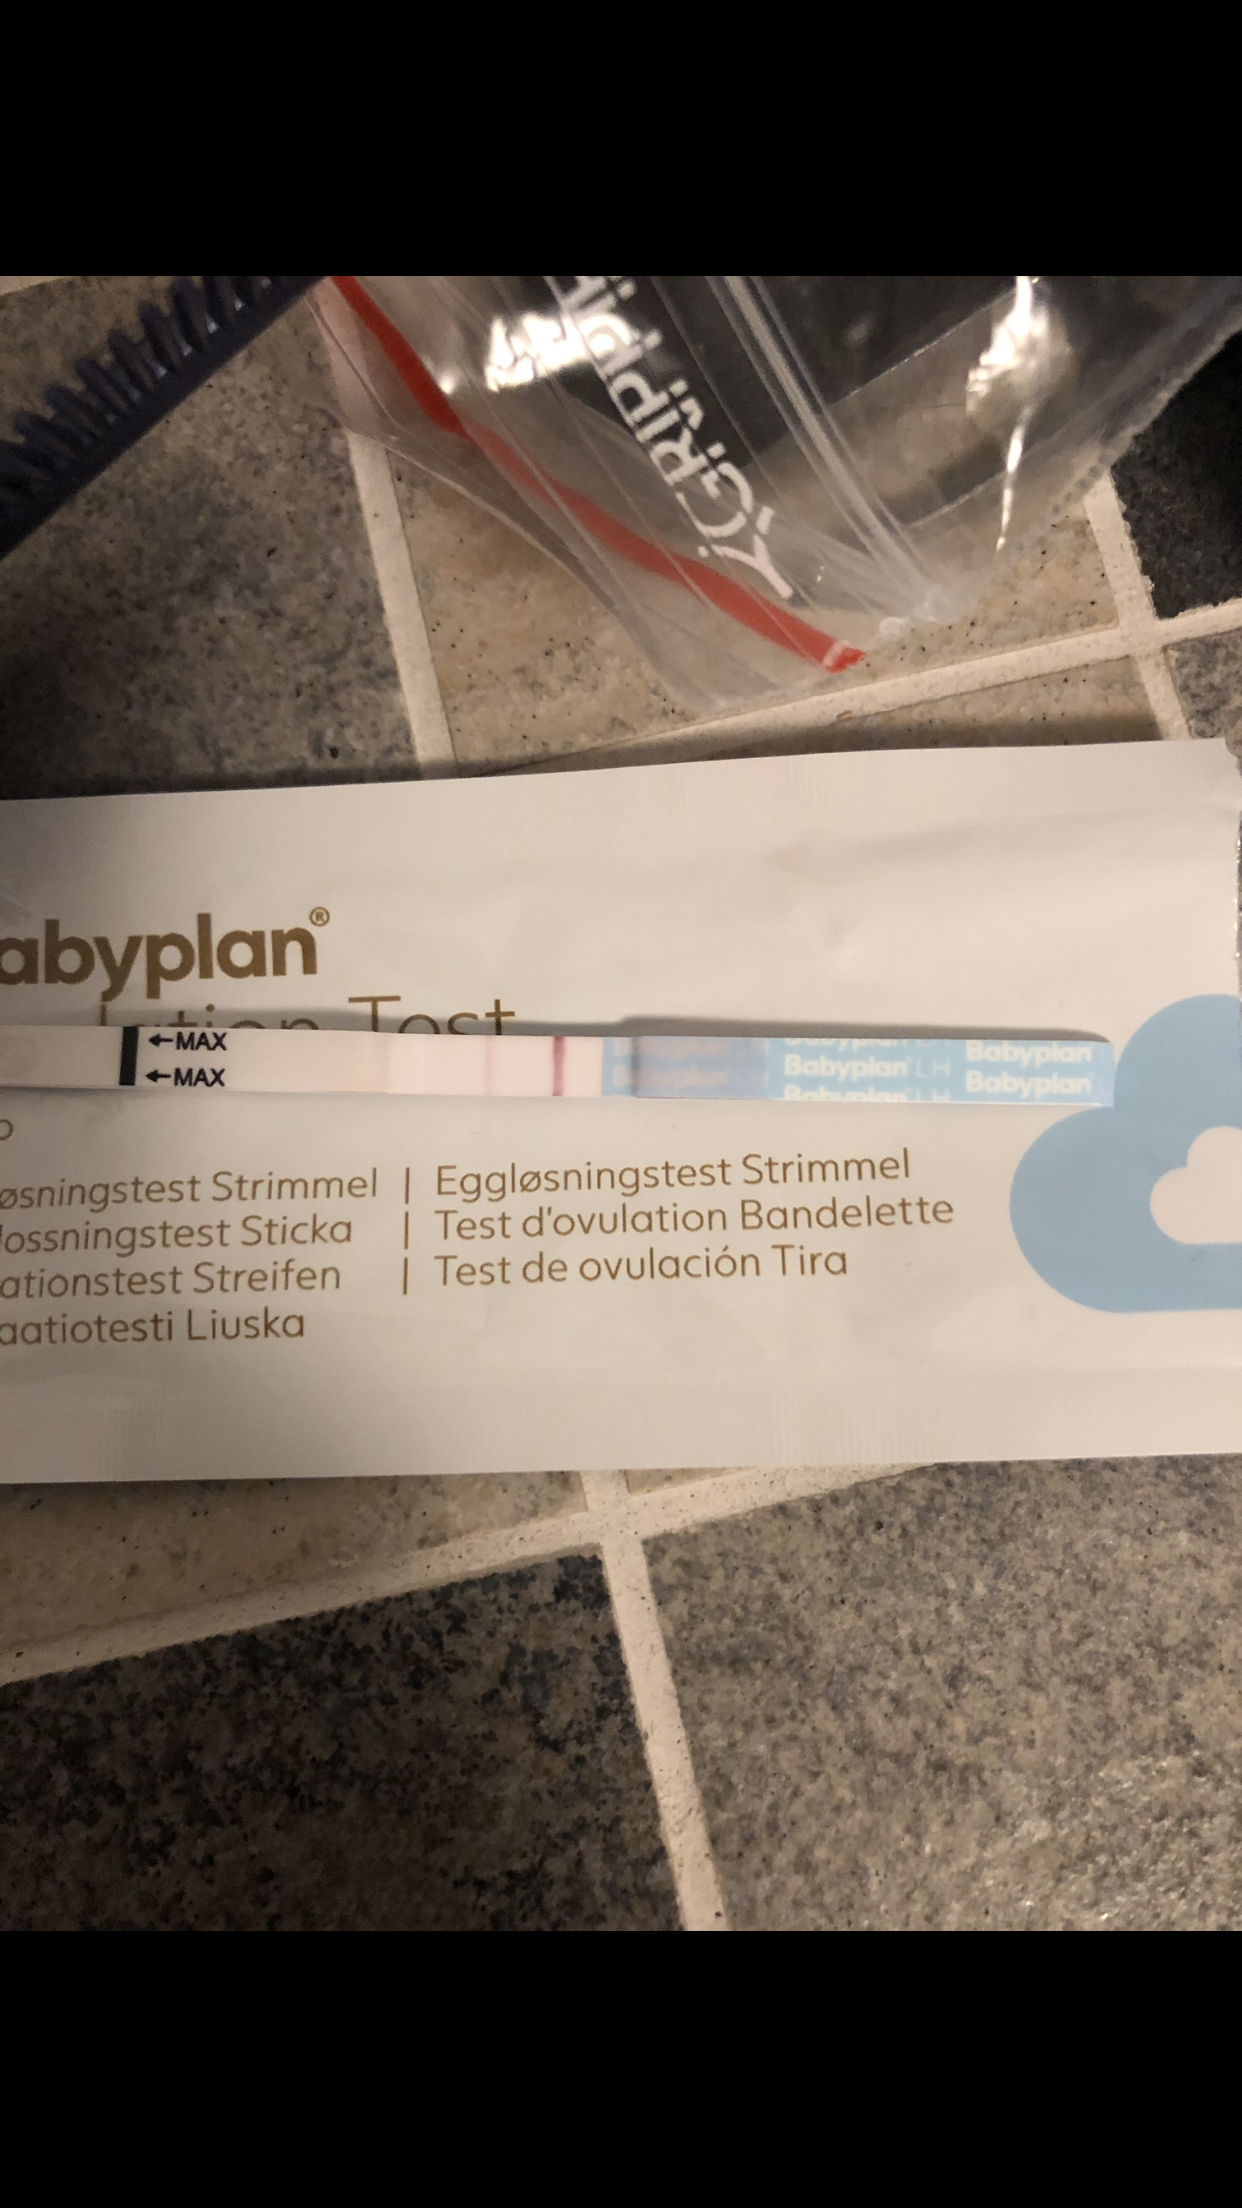 abyplan®
Test
←MAX
←MAX
Babyplan LH Babyplan
Babyplan
øsningstest Strimmel | Eggløsningstest Strimmel
lossningstest Sticka | Test d'ovulation Bandelette
ationstest Streifen | Test de ovulación Tira
aatiotesti Liuska